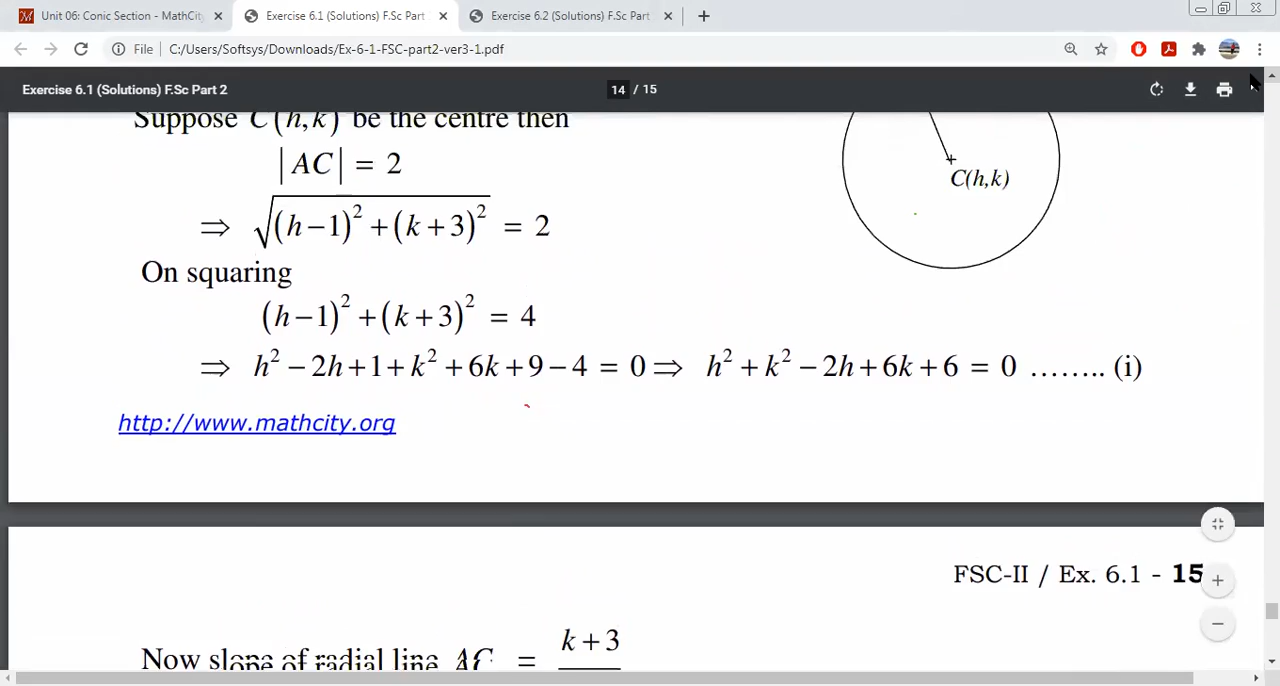 Unit 06: Conic Section - MathCity
Exercise 6.1 (Solutions) F.Sc Part
Exercise 6.2 (Solutions) F.Sc Part
File
C:/Users/Softsys/Downloads/Ex-6-1-FSC-part2-ver3-1.pdf
Exercise 6.1 (Solutions) F.Sc Part 2
14 / 15
Suppose C(h,k) be the centre then
|AC| = 2
C(h,k)
⇒ √((h−1)² +(k+3)²) = 2
On squaring
(h−1)² +(k+3)² = 4
⇒ h² − 2h+1+k² +6k+9−4 = 0 ⇒ h² + k² − 2h+6k+6 = 0 ........ (i)
http://www.mathcity.org
FSC-II / Ex. 6.1 - 15
k+3
Now slope of radial line AC =